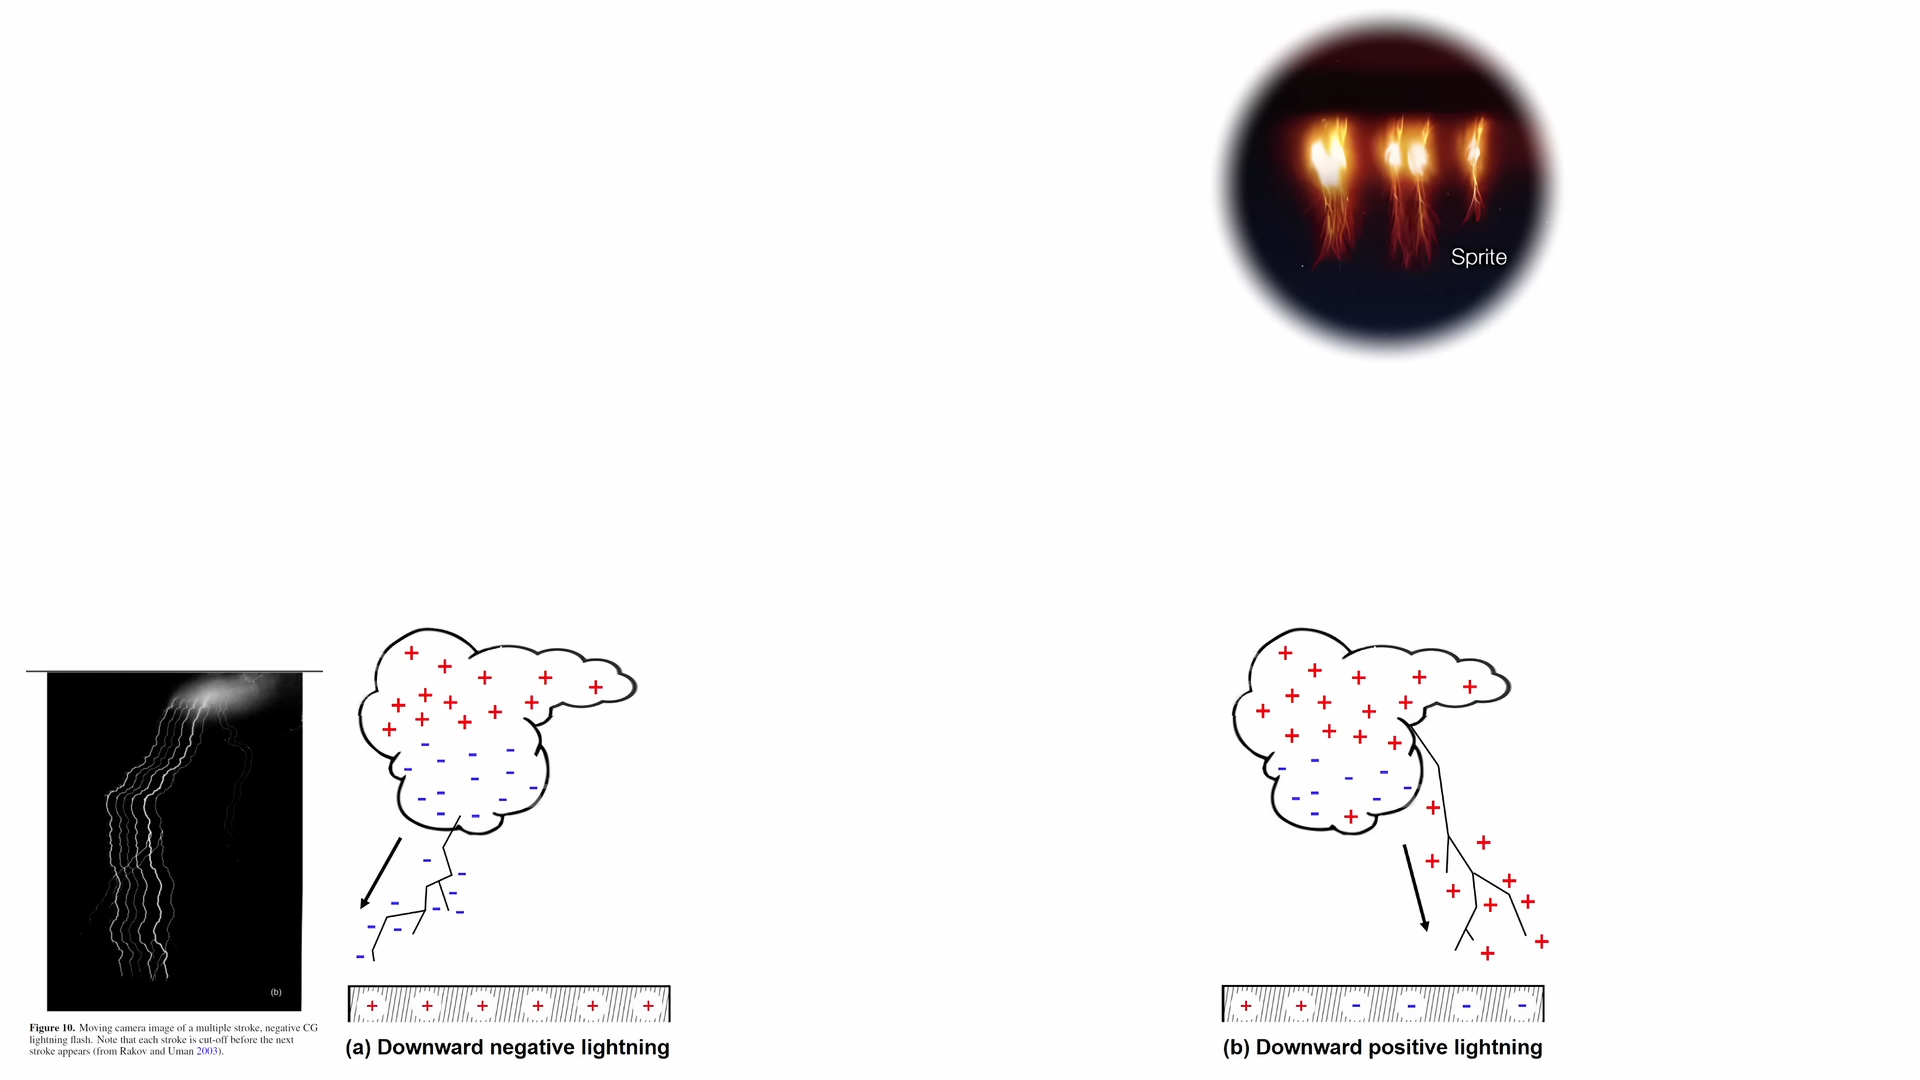 Sprite
(b)
Figure 10. Moving camera image of a multiple stroke, negative CG
lightning flash. Note that each stroke is cut-off before the next
stroke appears (from Rakov and Uman 2003).
(a) Downward negative lightning
(b) Downward positive lightning